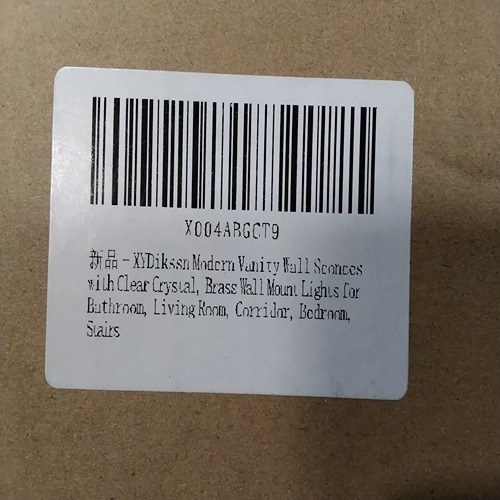 X004ABGCT9
新品 - XYDikssn Modern Vanity Wall Sconces
with Clear Crystal, Brass Wall Mount Lights for
Bathroom, Living Room, Corridor, Bedroom,
Stairs